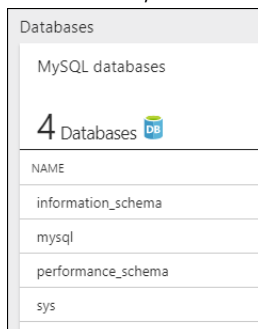 Databases
MySQL databases
4 Databases DB
NAME
information_schema
mysql
performance_schema
sys